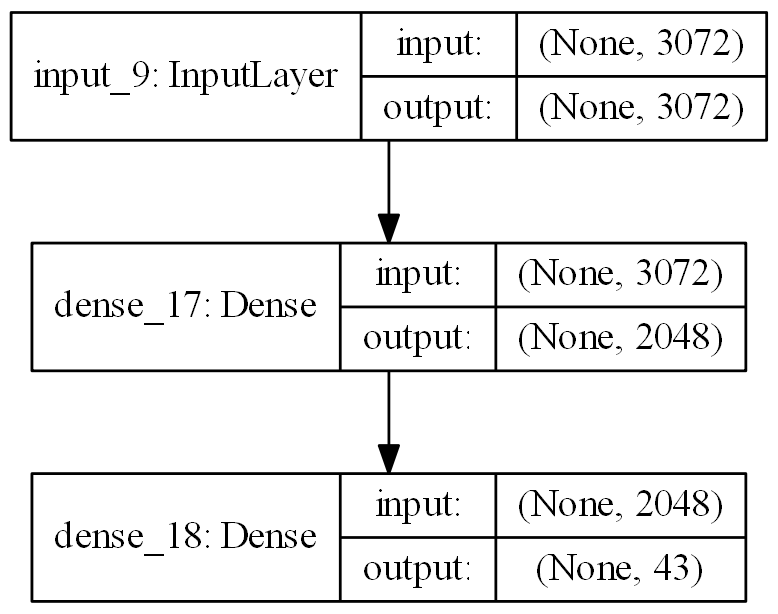 input_9: InputLayer
input:
(None, 3072)
output:
(None, 3072)
dense_17: Dense
input:
(None, 3072)
output:
(None, 2048)
dense_18: Dense
input:
(None, 2048)
output:
(None, 43)